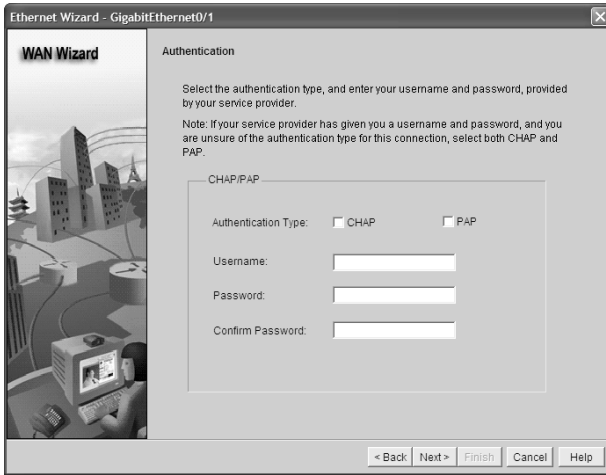 Ethernet Wizard - GigabitEthernet0/1
WAN Wizard
Authentication
Select the authentication type, and enter your username and password, provided
by your service provider.
Note: If your service provider has given you a username and password, and you
are unsure of the authentication type for this connection, select both CHAP and
PAP.
CHAP/PAP
Authentication Type: CHAP PAP
Username:
Password:
Confirm Password:
< Back Next > Finish Cancel Help